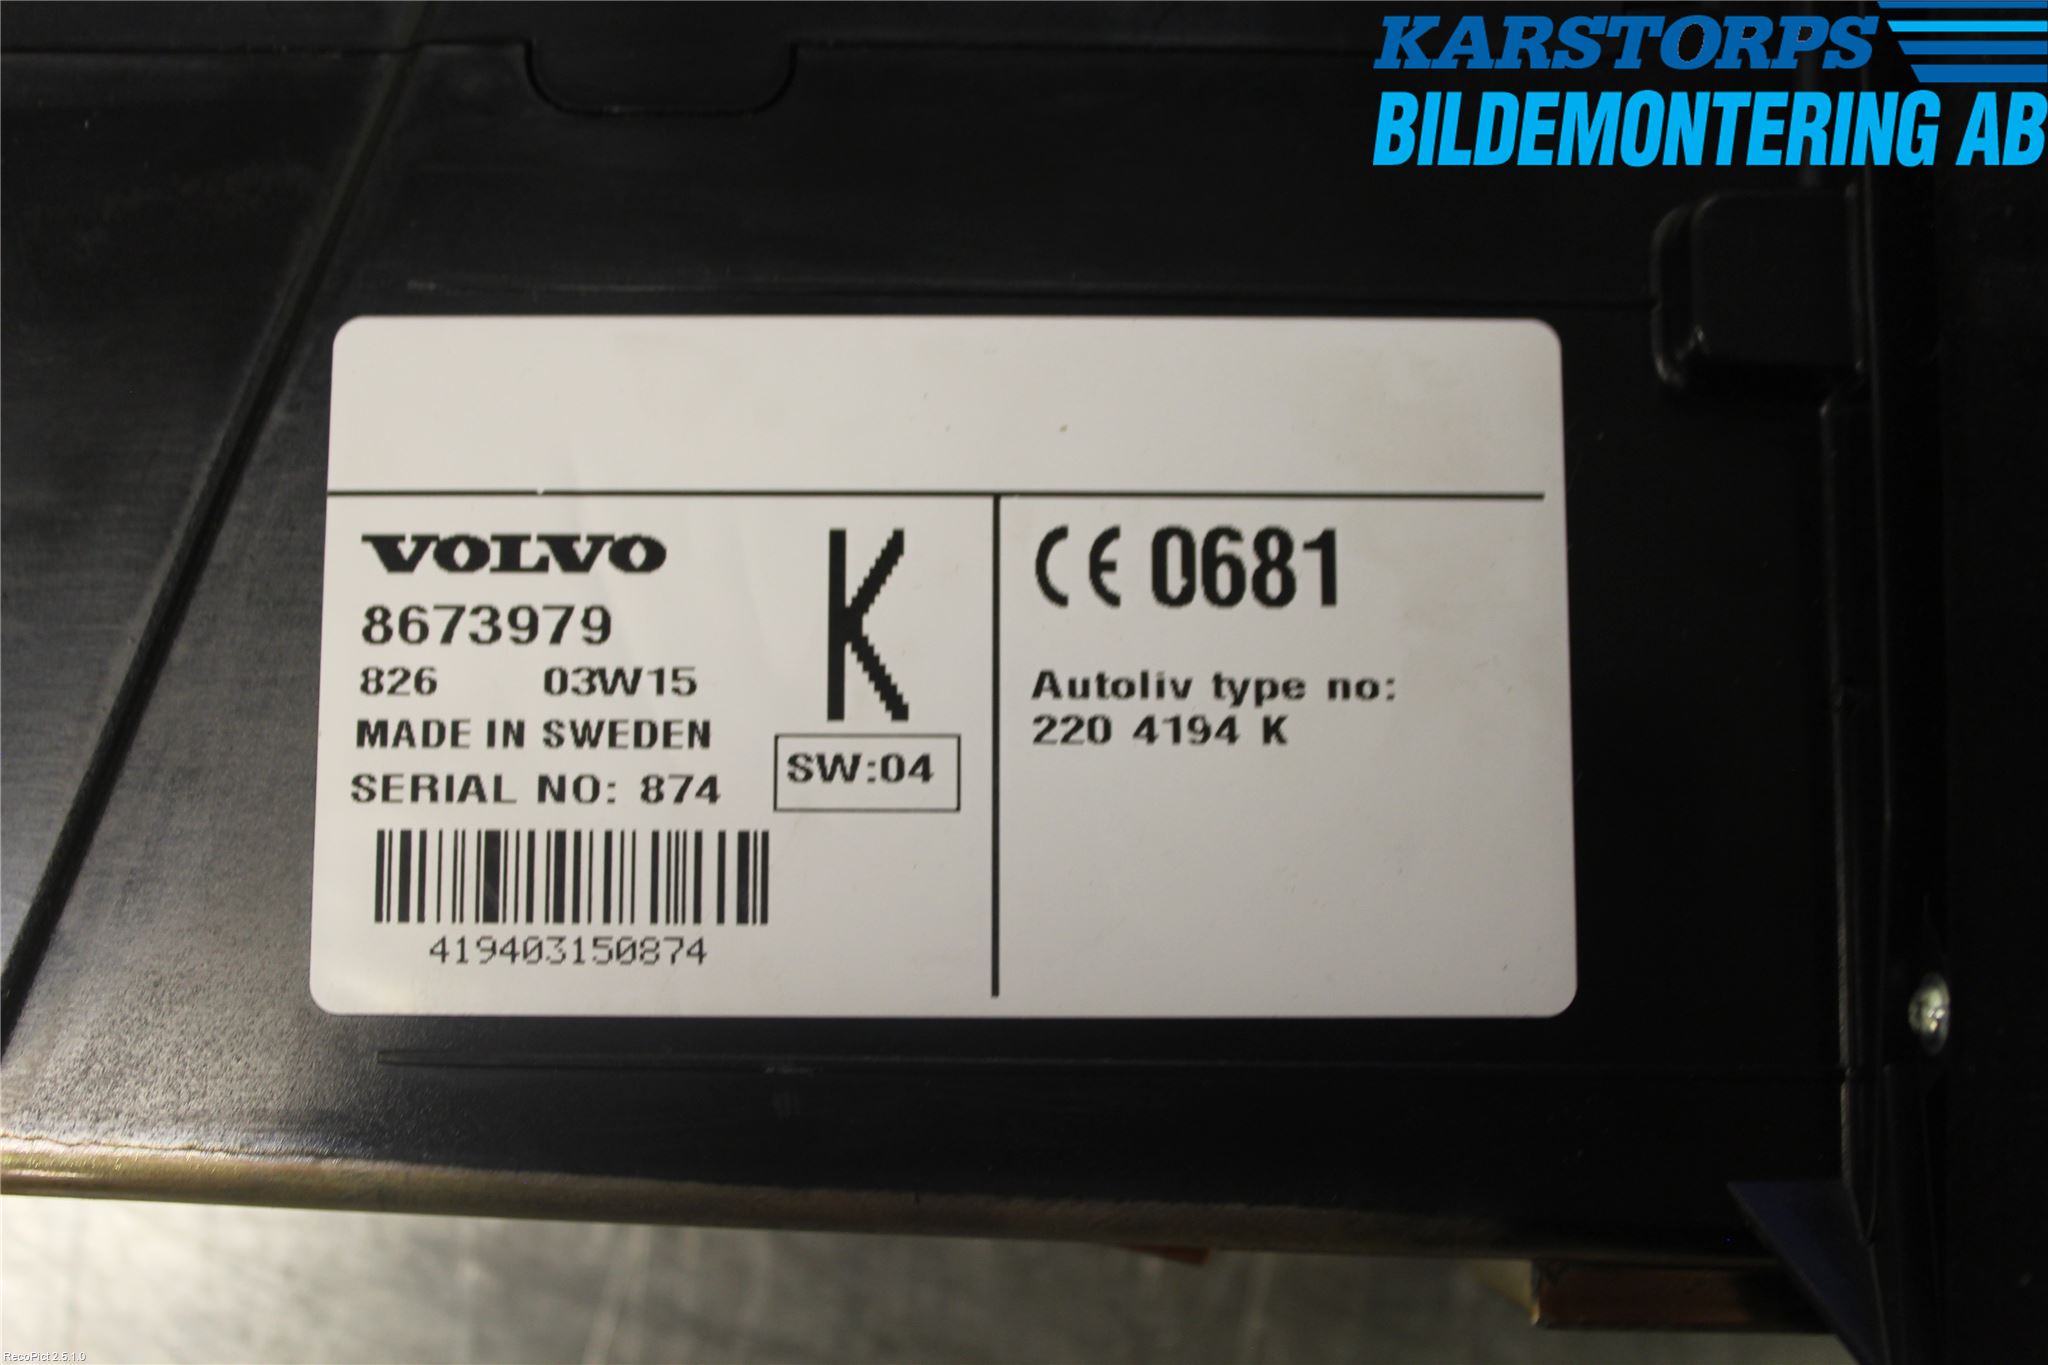 KARSTORPS
BILDEMONTERING AB
VOLVO
8673979
826 03W15
MADE IN SWEDEN
SERIAL NO: 874
K
SW:04
419403150874
CE 0681
Autoliv type no:
220 4194 K
RecoPict 2.5.1.0